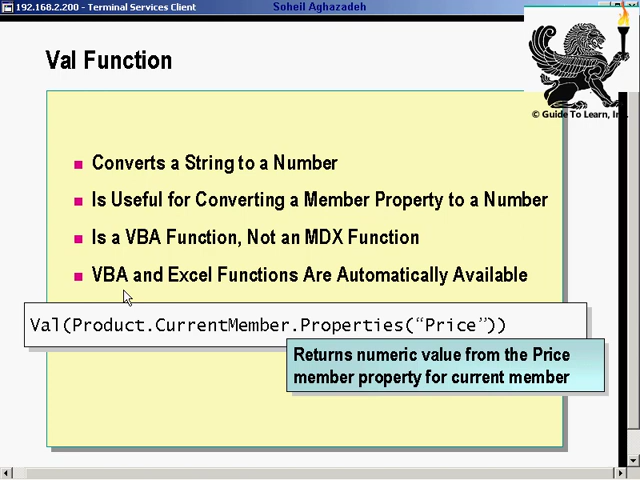 192.168.2.200 - Terminal Services Client
Soheil Aghazadeh
© Guide To Learn, In
Val Function
Converts a String to a Number
Is Useful for Converting a Member Property to a Number
Is a VBA Function, Not an MDX Function
VBA and Excel Functions Are Automatically Available
Val(Product.CurrentMember.Properties(“Price”))
Returns numeric value from the Price
member property for current member